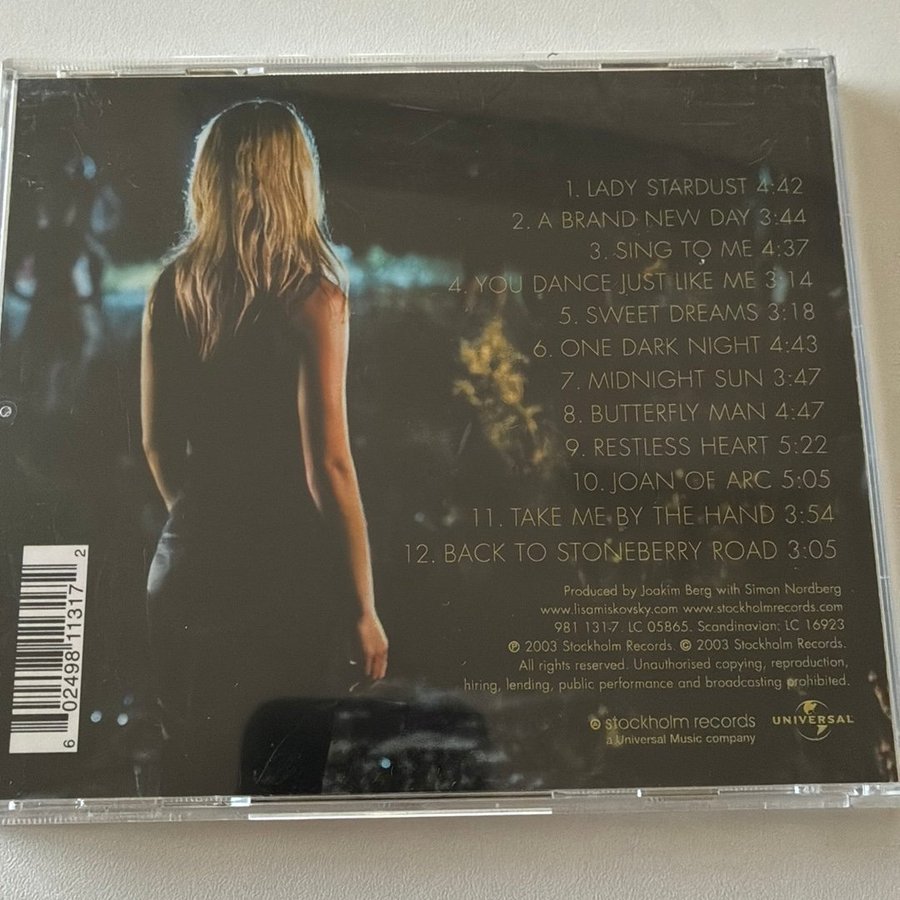 1. LADY STARDUST 4:42
2. A BRAND NEW DAY 3:44
3. SING TO ME 4:37
4. YOU DANCE JUST LIKE ME 3:14
5. SWEET DREAMS 3:18
6. ONE DARK NIGHT 4:43
7. MIDNIGHT SUN 3:47
8. BUTTERFLY MAN 4:47
9. RESTLESS HEART 5:22
10. JOAN OF ARC 5:05
11. TAKE ME BY THE HAND 3:54
12. BACK TO STONEBERRY ROAD 3:05
Produced by Joakim Berg with Simon Nordberg
www.lisamiskovsky.com www.stockholmrecords.com
981 131-7. LC 05865. Scandinavian: LC 16923
℗ 2003 Stockholm Records. © 2003 Stockholm Records.
All rights reserved. Unauthorised copying, reproduction,
hiring, lending, public performance and broadcasting prohibited.
stockholm records
a Universal Music company
UNIVERSAL
6 02498 11317 2